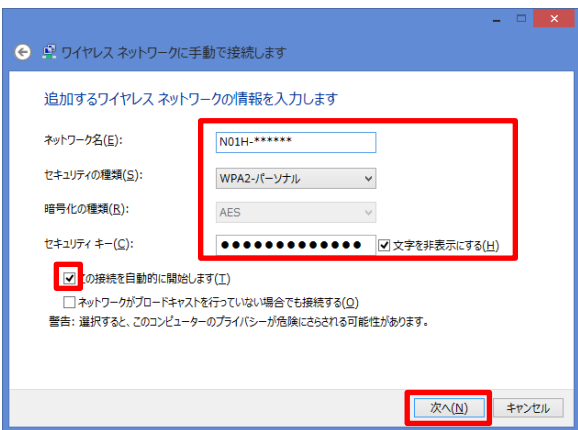 ワイヤレス ネットワークに手動で接続します
追加するワイヤレス ネットワークの情報を入力します
ネットワーク名(E):
N01H-******
セキュリティの種類(S):
WPA2-パーソナル
暗号化の種類(R):
AES
セキュリティ キー(C):
●●●●●●●●●●●●●
文字を非表示にする(H)
の接続を自動的に開始します(T)
ネットワークがブロードキャストを行っていない場合でも接続する(O)
警告: 選択すると、このコンピューターのプライバシーが危険にさらされる可能性があります。
次へ(N)
キャンセル